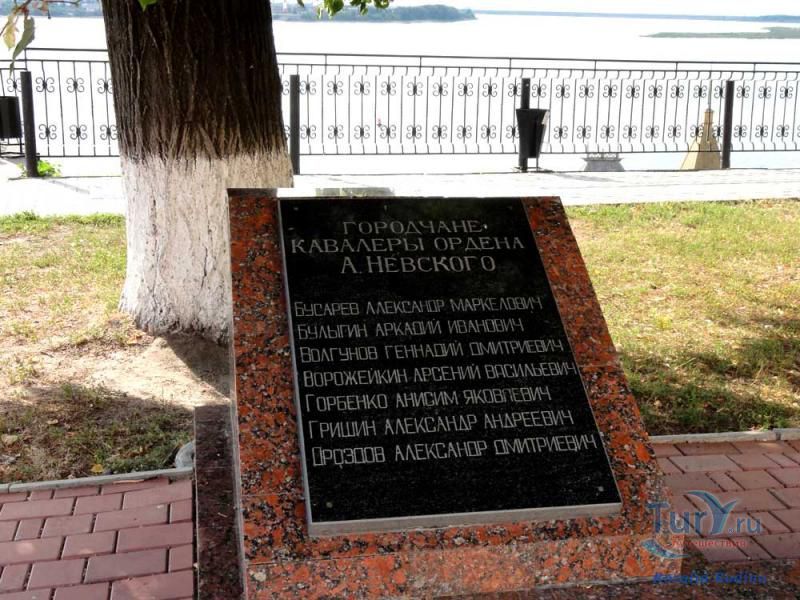 ГОРОДЧАНЕ
КАВАЛЕРЫ ОРДЕНА
А. НЕВСКОГО
БУСАРЕВ АЛЕКСАНДР МАРКЕЛОВИЧ
БУЛЫГИН АРКАДИЙ ИВАНОВИЧ
ВОЛГУНОВ ГЕННАДИЙ ДМИТРИЕВИЧ
ВОРОЖЕЙКИН АРСЕНИЙ ВАСИЛЬЕВИЧ
ГОРБЕНКО АНИСИМ ЯКОВЛЕВИЧ
ГРИШИН АЛЕКСАНДР АНДРЕЕВИЧ
ДРОЗДОВ АЛЕКСАНДР ДМИТРИЕВИЧ
TurY.ru
Путешествий